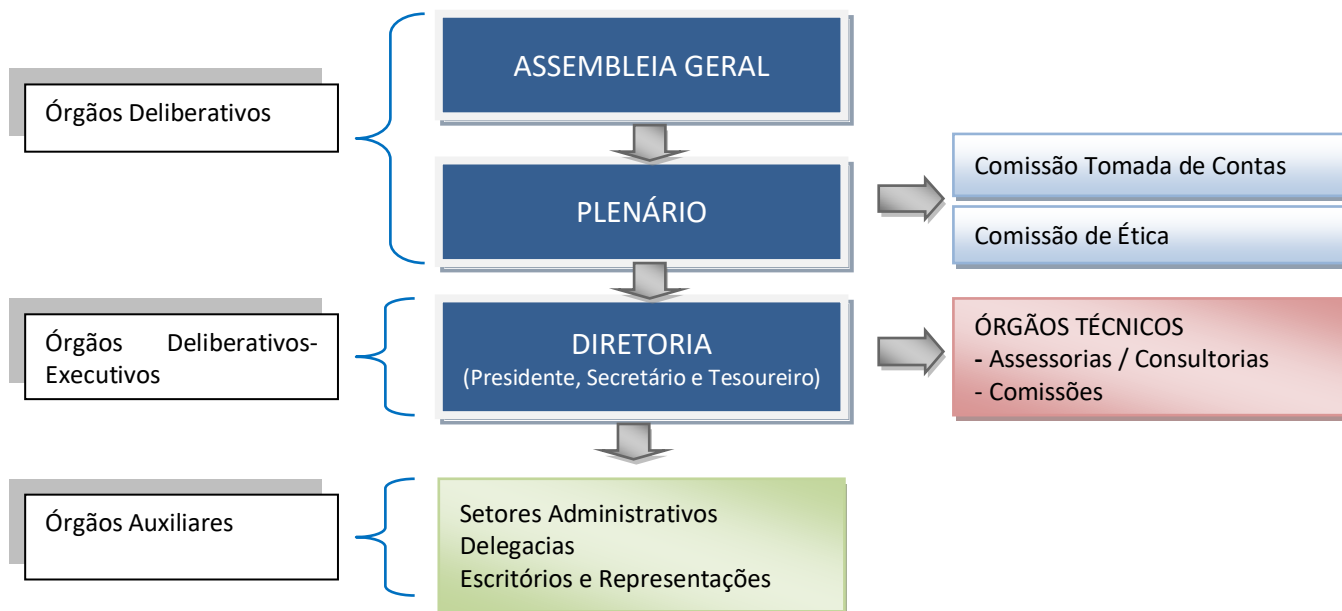 Órgãos Deliberativos
ASSEMBLEIA GERAL
PLENÁRIO
Comissão Tomada de Contas
Comissão de Ética
Órgãos Deliberativos-
Executivos
DIRETORIA
(Presidente, Secretário e Tesoureiro)
ÓRGÃOS TÉCNICOS
- Assessorias / Consultorias
- Comissões
Órgãos Auxiliares
Setores Administrativos
Delegacias
Escritórios e Representações